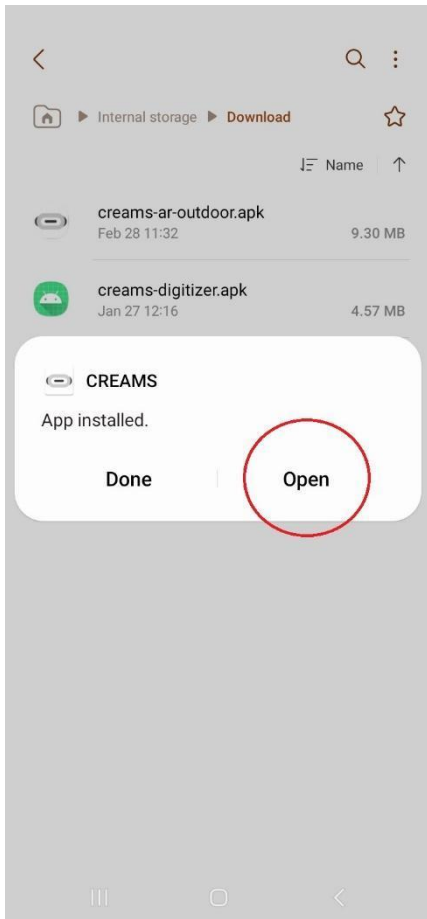 Internal storage ▶ Download
Name
creams-ar-outdoor.apk
Feb 28 11:32 9.30 MB
creams-digitizer.apk
Jan 27 12:16 4.57 MB
CREAMS
App installed.
Done Open